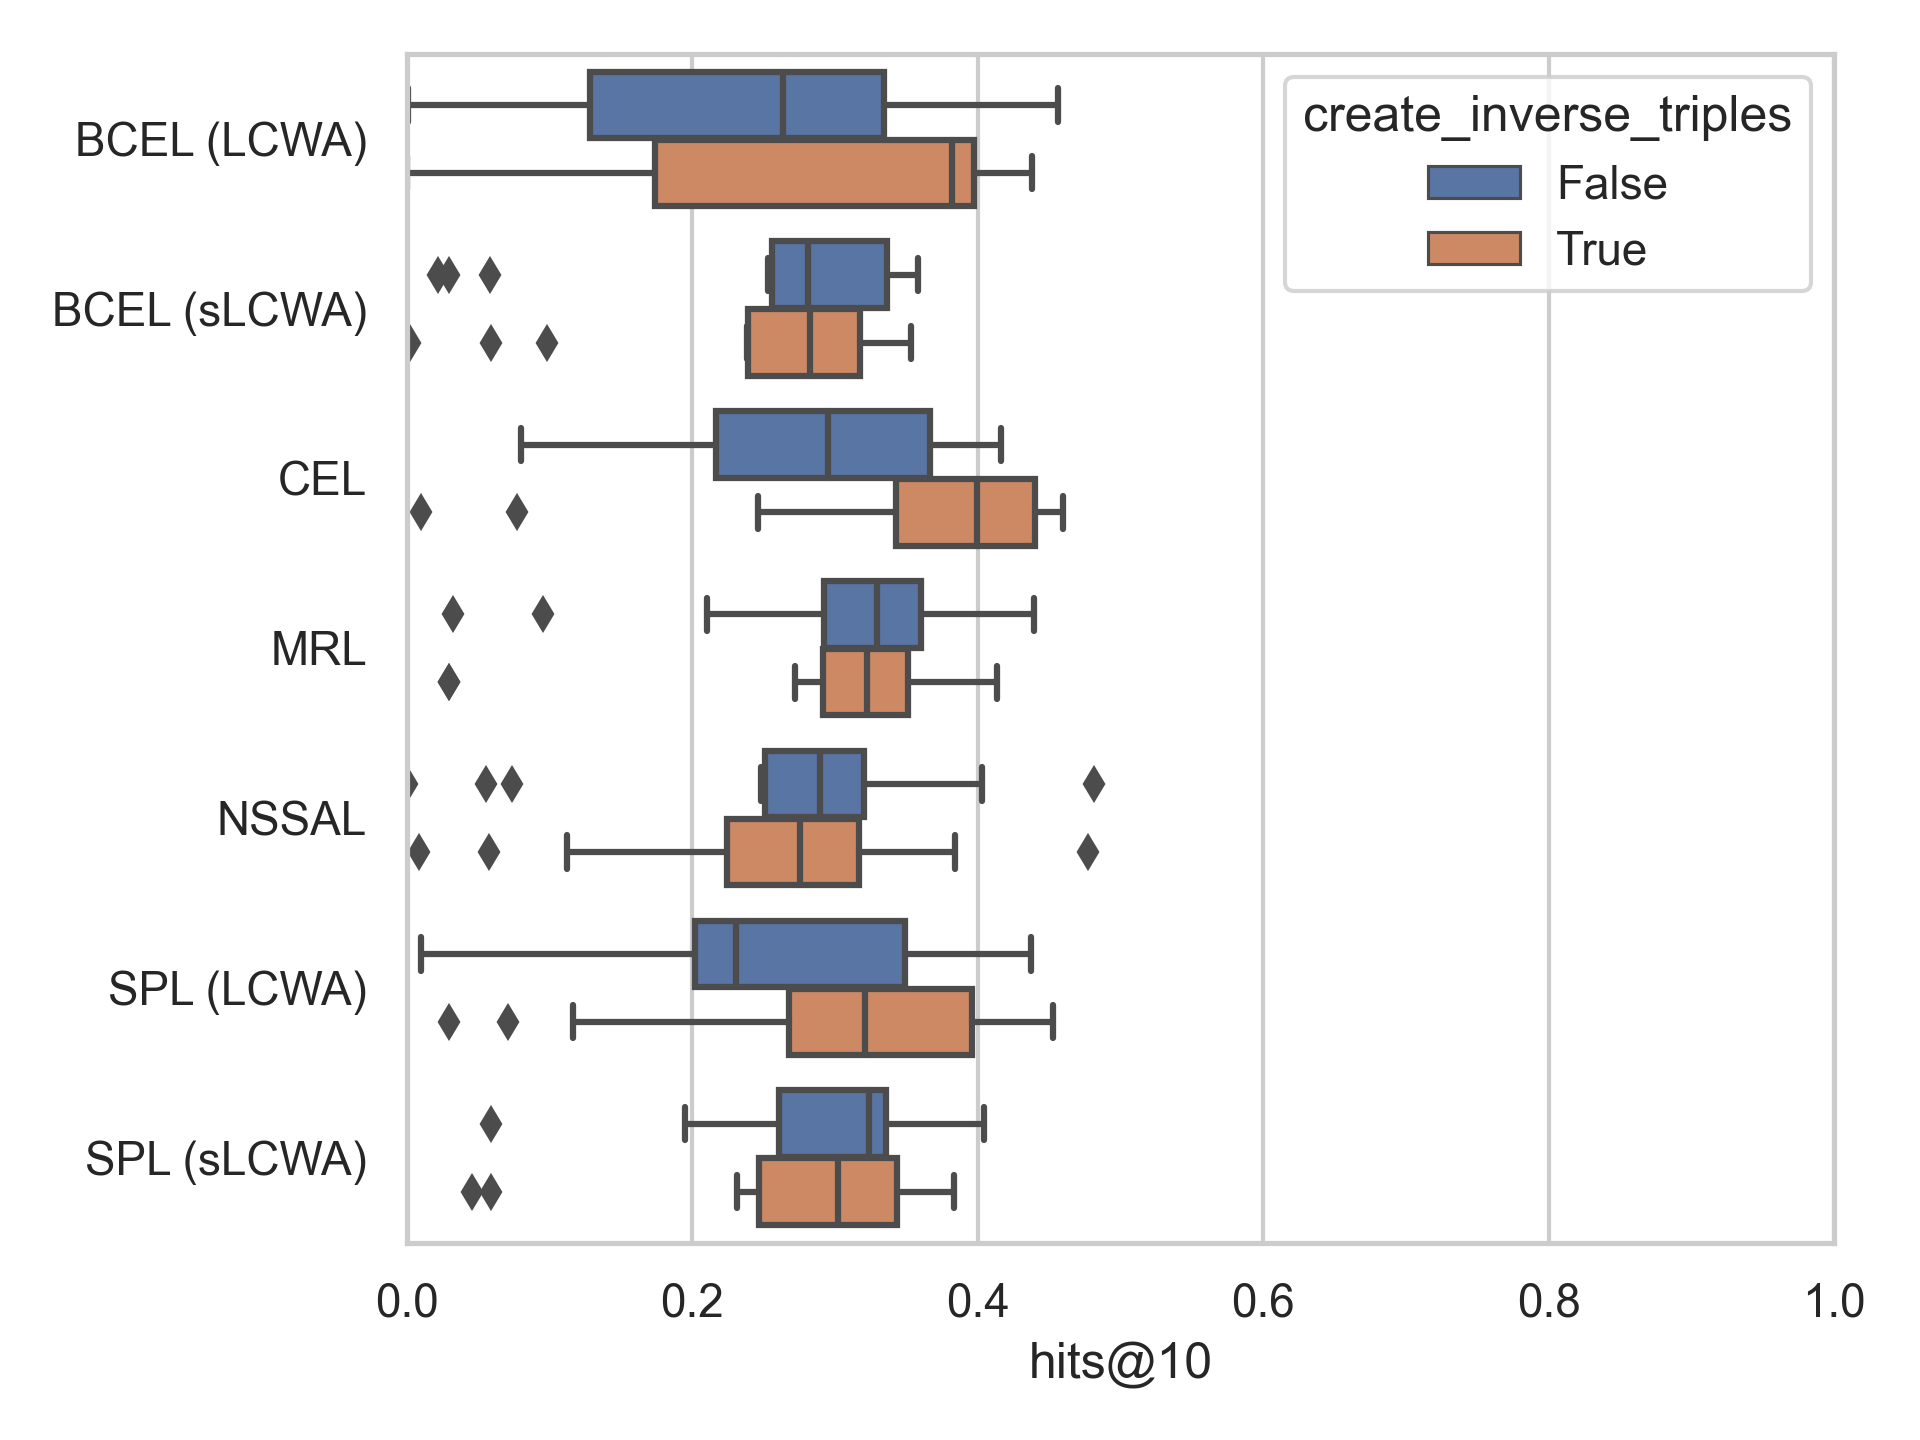 create_inverse_triples
False
True
BCEL (LCWA)
BCEL (sLCWA)
CEL
MRL
NSSAL
SPL (LCWA)
SPL (sLCWA)
0.0 0.2 0.4 0.6 0.8 1.0
hits@10